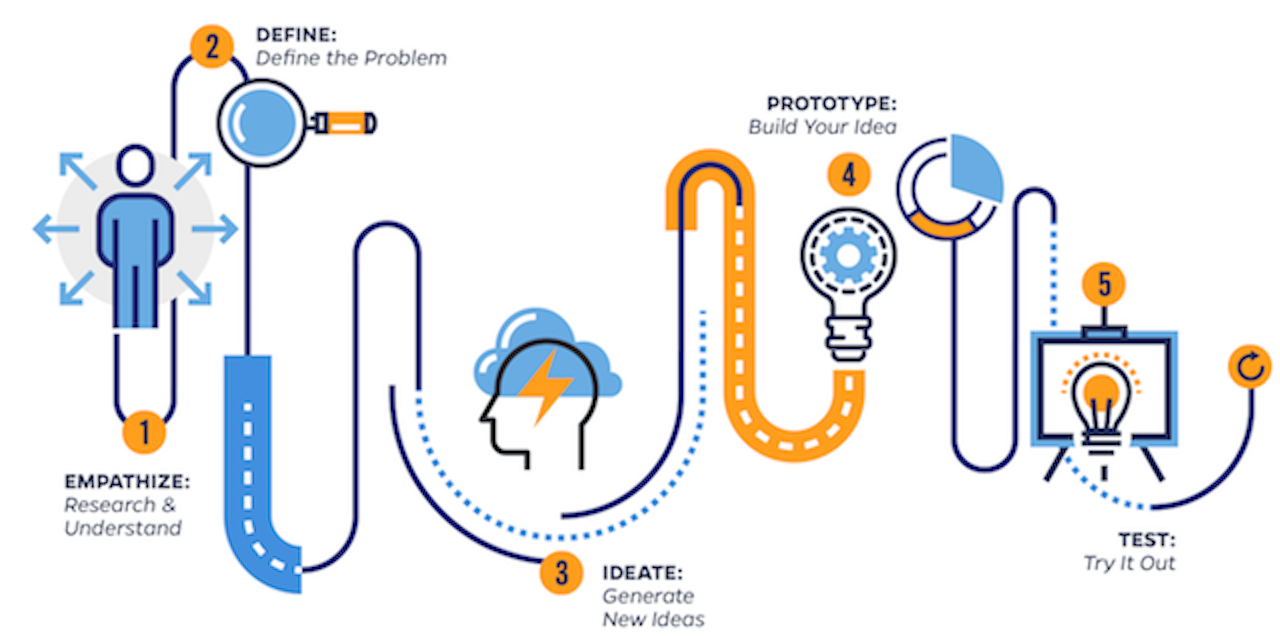 1
EMPATHIZE:
Research &
Understand
2
DEFINE:
Define the Problem
3
IDEATE:
Generate
New Ideas
PROTOTYPE:
Build Your Idea
4
5
TEST:
Try It Out